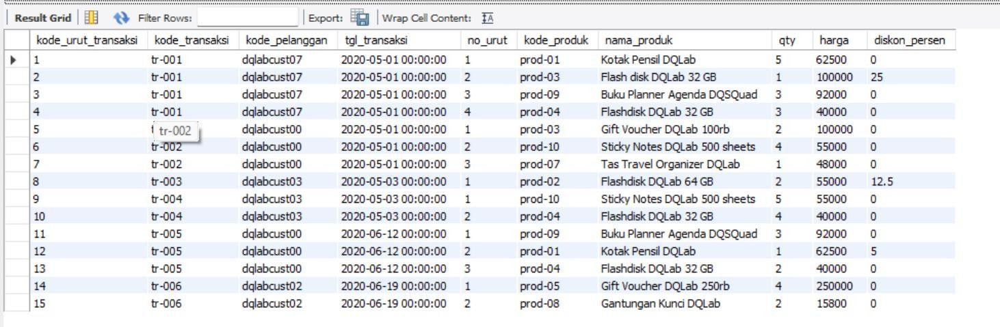 Result Grid Filter Rows: Export: Wrap Cell Content: IA
kode_urut_transaksi kode_transaksi kode_pelanggan tgl_transaksi no_urut kode_produk nama_produk qty harga diskon_persen
1 tr-001 dqlabcust07 2020-05-01 00:00:00 1 prod-01 Kotak Pensil DQLab 5 62500 0
2 tr-001 dqlabcust07 2020-05-01 00:00:00 2 prod-03 Flash disk DQLab 32 GB 1 100000 25
3 tr-001 dqlabcust07 2020-05-01 00:00:00 3 prod-09 Buku Planner Agenda DQSQuad 3 92000 0
4 tr-001 dqlabcust07 2020-05-01 00:00:00 4 prod-04 Flashdisk DQLab 32 GB 3 40000 0
5 tr-002 dqlabcust00 2020-05-01 00:00:00 1 prod-03 Gift Voucher DQLab 100rb 2 100000 0
6 tr-002 dqlabcust00 2020-05-01 00:00:00 2 prod-10 Sticky Notes DQLab 500 sheets 4 55000 0
7 tr-002 dqlabcust00 2020-05-01 00:00:00 3 prod-07 Tas Travel Organizer DQLab 1 48000 0
8 tr-003 dqlabcust03 2020-05-03 00:00:00 1 prod-02 Flashdisk DQLab 64 GB 2 55000 12.5
9 tr-004 dqlabcust03 2020-05-03 00:00:00 1 prod-10 Sticky Notes DQLab 500 sheets 5 55000 0
10 tr-004 dqlabcust03 2020-05-03 00:00:00 2 prod-04 Flashdisk DQLab 32 GB 4 40000 0
11 tr-005 dqlabcust00 2020-06-12 00:00:00 1 prod-09 Buku Planner Agenda DQSQuad 3 92000 0
12 tr-005 dqlabcust00 2020-06-12 00:00:00 2 prod-01 Kotak Pensil DQLab 1 62500 5
13 tr-005 dqlabcust00 2020-06-12 00:00:00 3 prod-04 Flashdisk DQLab 32 GB 2 40000 0
14 tr-006 dqlabcust02 2020-06-19 00:00:00 1 prod-05 Gift Voucher DQLab 250rb 4 250000 0
15 tr-006 dqlabcust02 2020-06-19 00:00:00 2 prod-08 Gantungan Kunci DQLab 2 15800 0